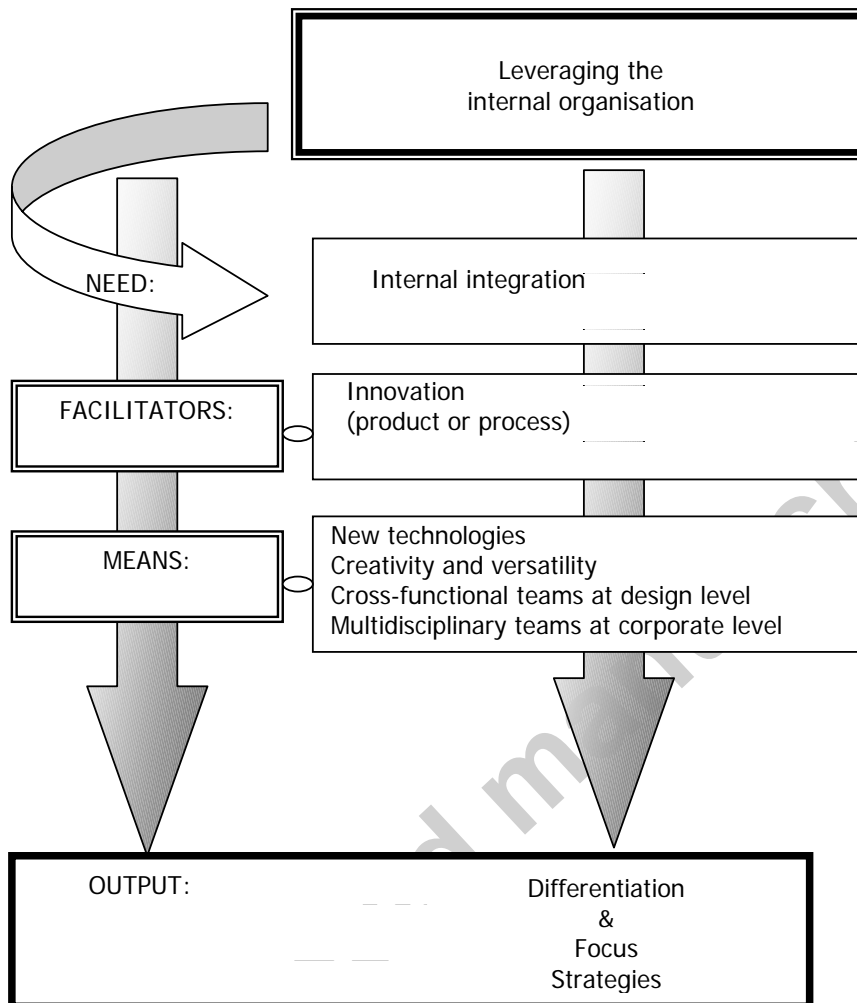 Leveraging the
internal organisation
NEED:
Internal integration
FACILITATORS:
Innovation
(product or process)
MEANS:
New technologies
Creativity and versatility
Cross-functional teams at design level
Multidisciplinary teams at corporate level
OUTPUT:
Differentiation
&
Focus
Strategies